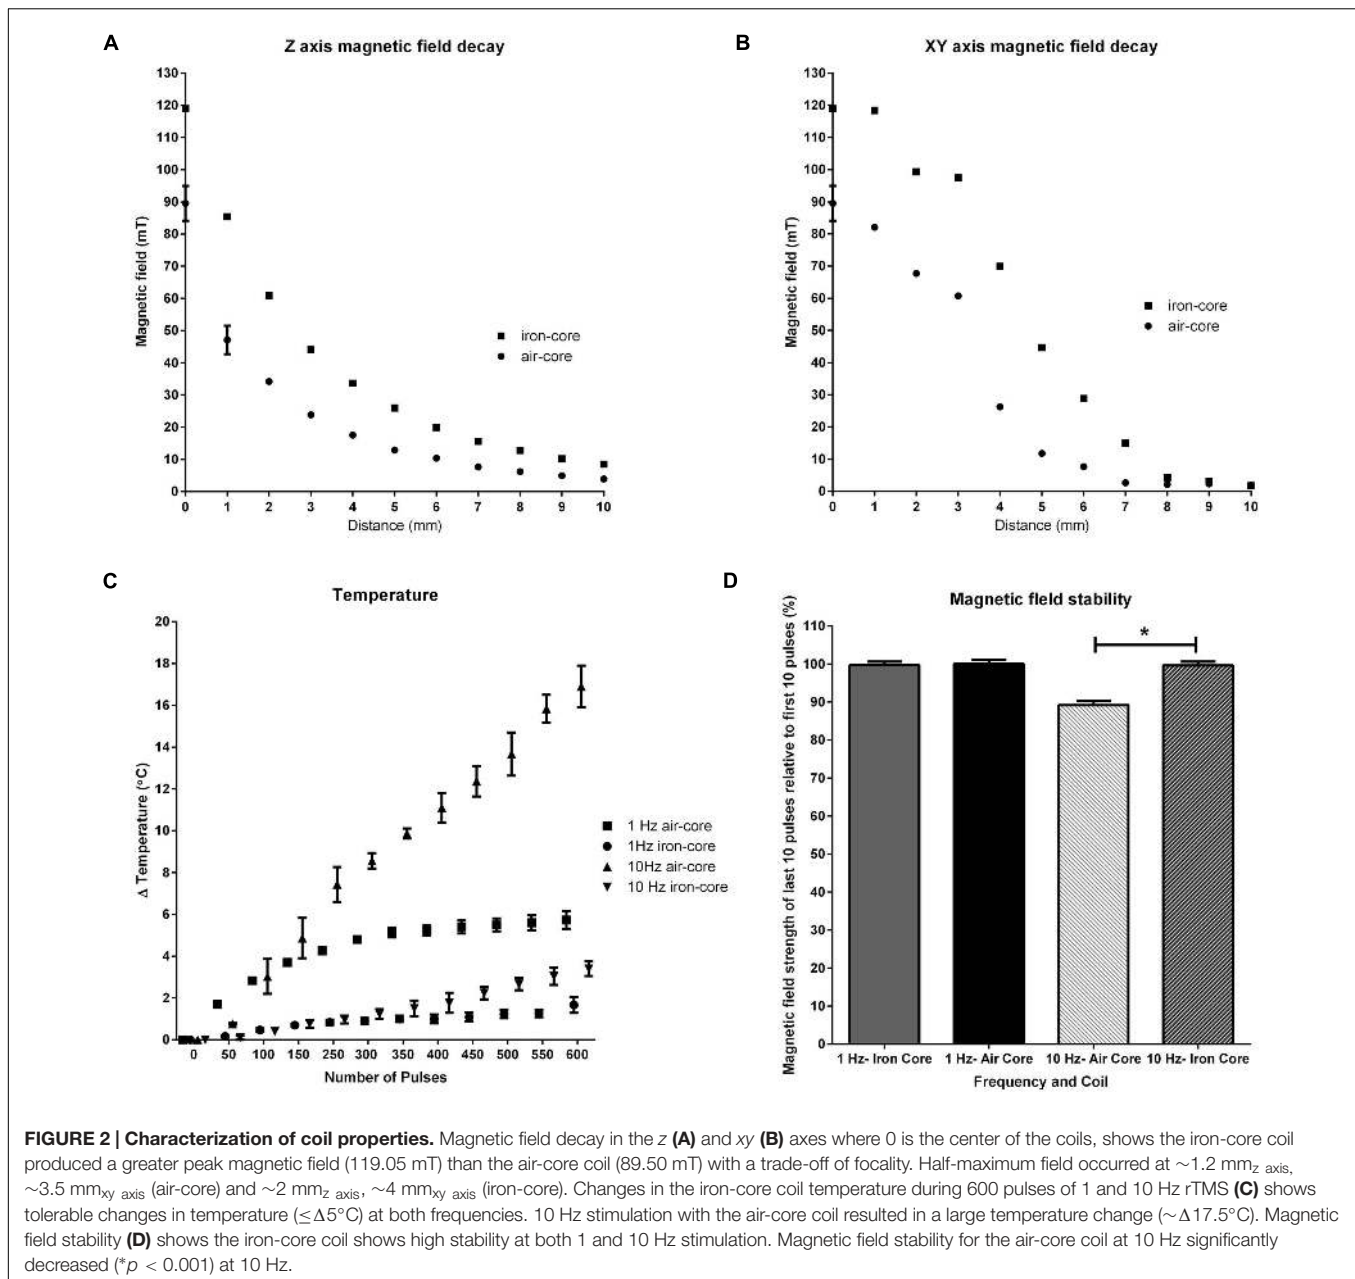 A
Z axis magnetic field decay
130
120
110
100
90
80
70
60
50
40
30
20
10
0
Magnetic field (mT)
iron-core
air-core
0 1 2 3 4 5 6 7 8 9 10
Distance (mm)
B
XY axis magnetic field decay
130
120
110
100
90
80
70
60
50
40
30
20
10
0
Magnetic field (mT)
iron-core
air-core
0 1 2 3 4 5 6 7 8 9 10
Distance (mm)
C
Temperature
20
18
16
14
12
10
8
6
4
2
0
Δ Temperature (°C)
1 Hz air-core
1Hz iron-core
10Hz air-core
10 Hz iron-core
0 50 100 150 200 250 300 350 400 450 500 550 600
Number of Pulses
D
Magnetic field stability
110
100
90
80
70
60
50
40
30
20
10
0
Magnetic field strength of last 10 pulses relative to first 10 pulses (%)
*
1 Hz- Iron Core 1 Hz- Air Core 10 Hz- Air Core 10 Hz- Iron Core
Frequency and Coil
FIGURE 2 | Characterization of coil properties. Magnetic field decay in the z (A) and xy (B) axes where 0 is the center of the coils, shows the iron-core coil
produced a greater peak magnetic field (119.05 mT) than the air-core coil (89.50 mT) with a trade-off of focality. Half-maximum field occurred at ~1.2 mm z axis,
~3.5 mm xy axis (air-core) and ~2 mm z axis, ~4 mm xy axis (iron-core). Changes in the iron-core coil temperature during 600 pulses of 1 and 10 Hz rTMS (C) shows
tolerable changes in temperature (≤Δ5°C) at both frequencies. 10 Hz stimulation with the air-core coil resulted in a large temperature change (~Δ17.5°C). Magnetic
field stability (D) shows the iron-core coil shows high stability at both 1 and 10 Hz stimulation. Magnetic field stability for the air-core coil at 10 Hz significantly
decreased (*p < 0.001) at 10 Hz.